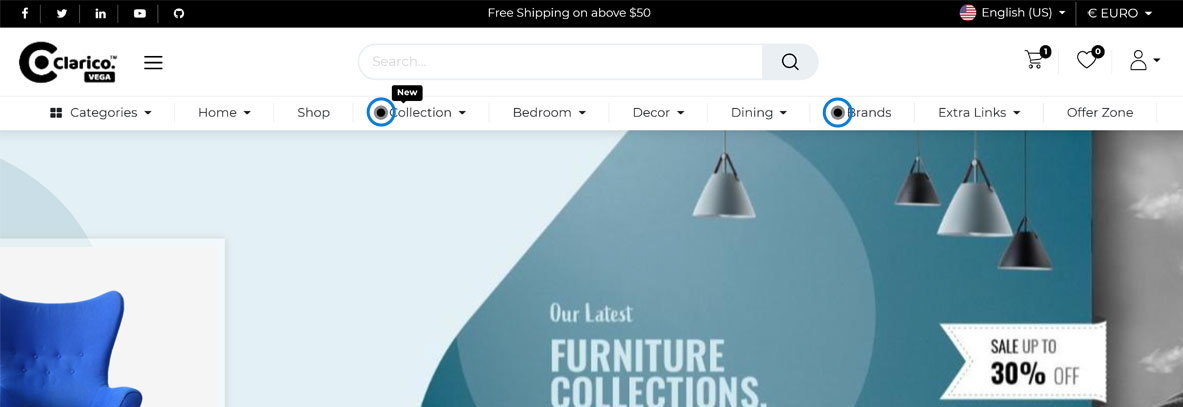 Free Shipping on above $50
English (US)
€ EURO
Clarico.™
VEGA
Search...
1
0
New
Categories
Home
Shop
Collection
Bedroom
Decor
Dining
Brands
Extra Links
Offer Zone
Our Latest
FURNITURE
COLLECTIONS.
SALE UP TO
30% OFF